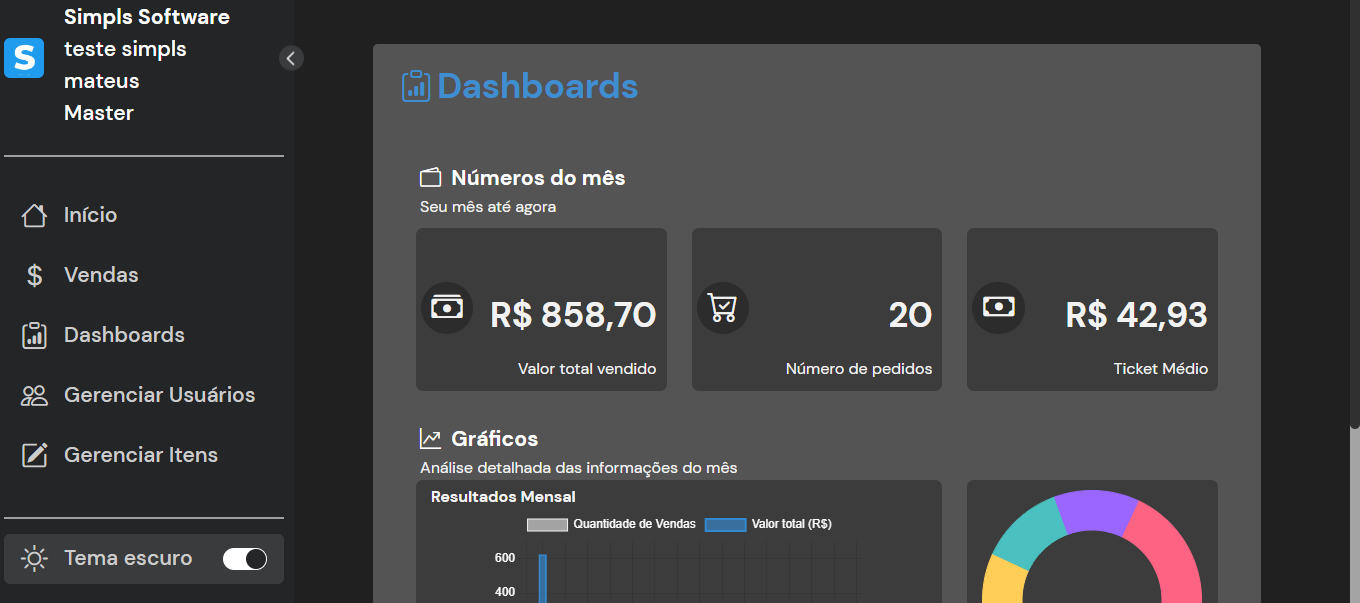 Simpls Software
S
teste simpls
mateus
Master
Início
Vendas
Dashboards
Gerenciar Usuários
Gerenciar Itens
Tema escuro
Dashboards
Números do mês
Seu mês até agora
R$ 858,70
Valor total vendido
20
Número de pedidos
R$ 42,93
Ticket Médio
Gráficos
Análise detalhada das informações do mês
Resultados Mensal
Quantidade de Vendas Valor total (R$)
600
400